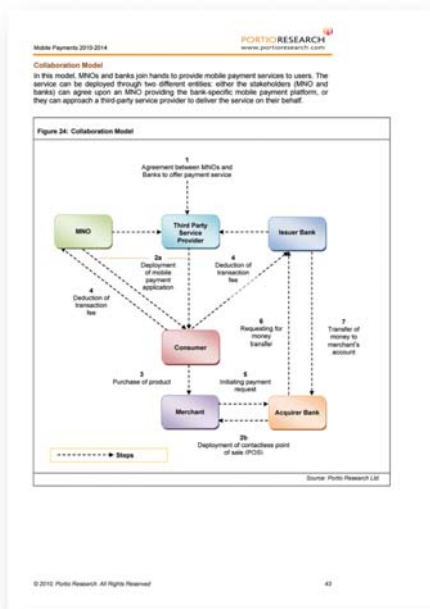 PORTIORESEARCH
Mobile Payments 2010-2014
www.portioresearch.com
Collaboration Model
In this model, MNOs and banks join hands to provide mobile payment services to users. The
service can be deployed through two different entities: either the stakeholders (MNO and
banks) can agree upon an MNO providing the bank-specific mobile payment platform, or
they can approach a third-party service provider to deliver the service on their behalf.
Figure 24: Collaboration Model
1
Agreement between MNOs and
Banks to offer payment service
MNO
Third Party
Service
Provider
Issuer Bank
2a
Deployment
of mobile
payment
application
4
Deduction of
transaction
fee
4
Deduction of
transaction
fee
6
Requesting for
money
transfer
7
Transfer of
money to
merchant's
account
Consumer
3
Purchase of product
5
Initiating payment
request
Merchant
Acquirer Bank
2b
Deployment of contactless point
of sale (POS)
Steps
Source: Portio Research Ltd
© 2010. Portio Research. All Rights Reserved
43